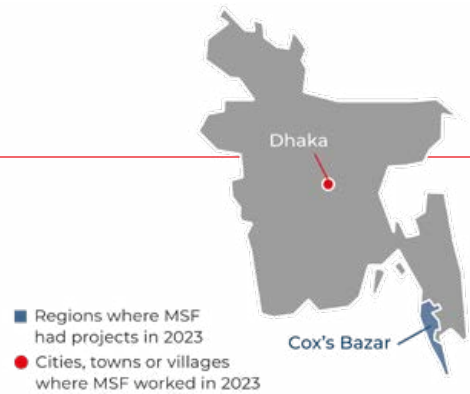 Dhaka
Cox's Bazar
Regions where MSF
had projects in 2023
Cities, towns or villages
where MSF worked in 2023